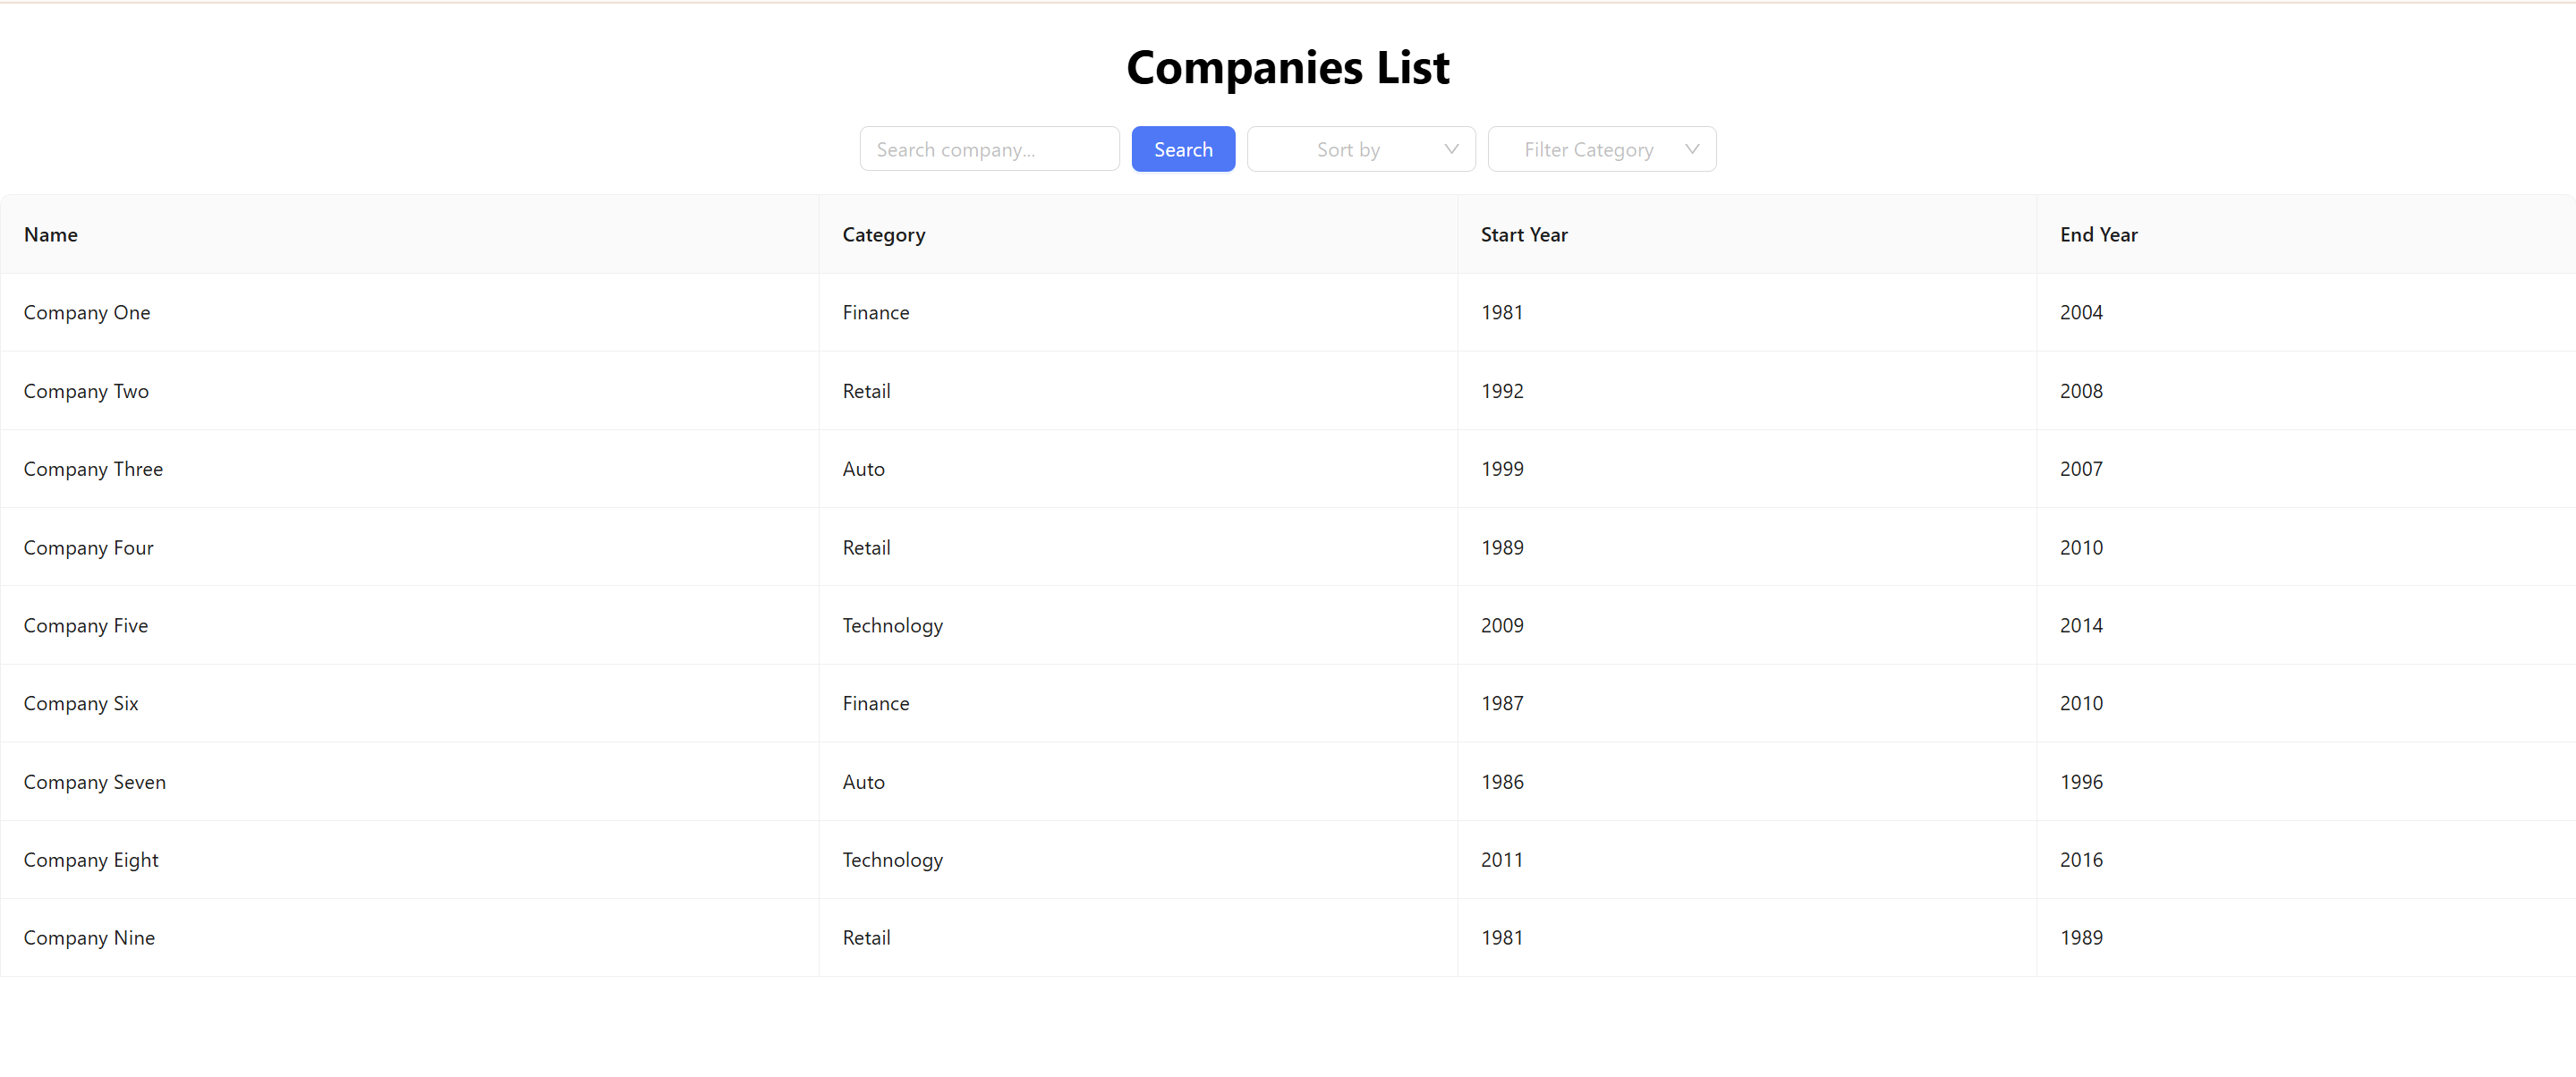 Companies List
Search company... Search Sort by Filter Category
Name Category Start Year End Year
Company One Finance 1981 2004
Company Two Retail 1992 2008
Company Three Auto 1999 2007
Company Four Retail 1989 2010
Company Five Technology 2009 2014
Company Six Finance 1987 2010
Company Seven Auto 1986 1996
Company Eight Technology 2011 2016
Company Nine Retail 1981 1989